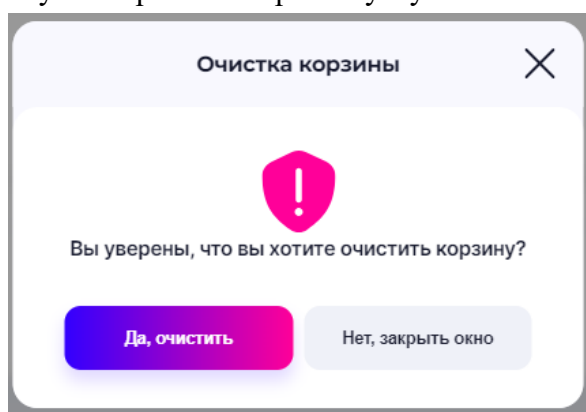 Очистка корзины
Вы уверены, что вы хотите очистить корзину?
Да, очистить
Нет, закрыть окно